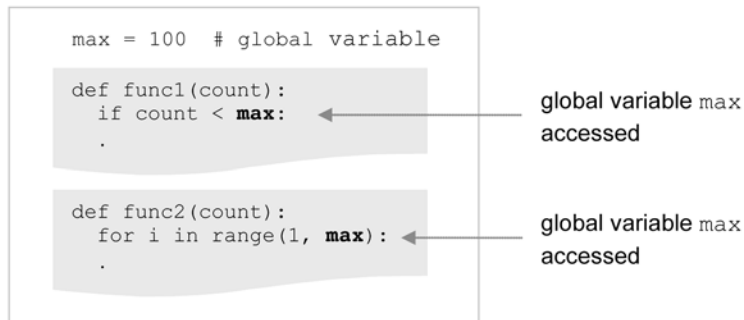 max = 100 # global variable
def func1(count):
if count < max:
.
global variable max
accessed
def func2(count):
for i in range(1, max):
.
global variable max
accessed